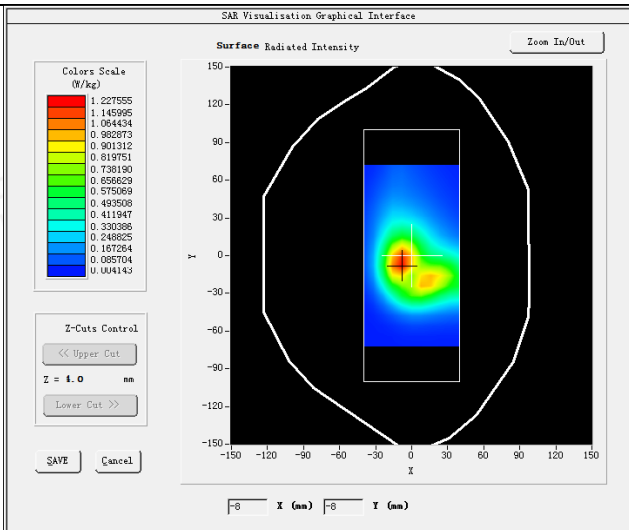 SAR Visualisation Graphical Interface
Surface Radiated Intensity
Zoom In/Out
Colors Scale
(W/kg)
1.227555
1.145995
1.064434
0.982873
0.901312
0.819751
0.738190
0.656629
0.575069
0.493508
0.411947
0.330386
0.248825
0.167264
0.085704
0.004143
Z-Cuts Control
<< Upper Cut
Z = 4.0 mm
Lower Cut >>
SAVE Cancel
150
120
90
60
30
0
-30
-60
-90
-120
-150
Y
-150 -120 -90 -60 -30 0 30 60 90 120 150
X
-8 X (mm) -8 Y (mm)